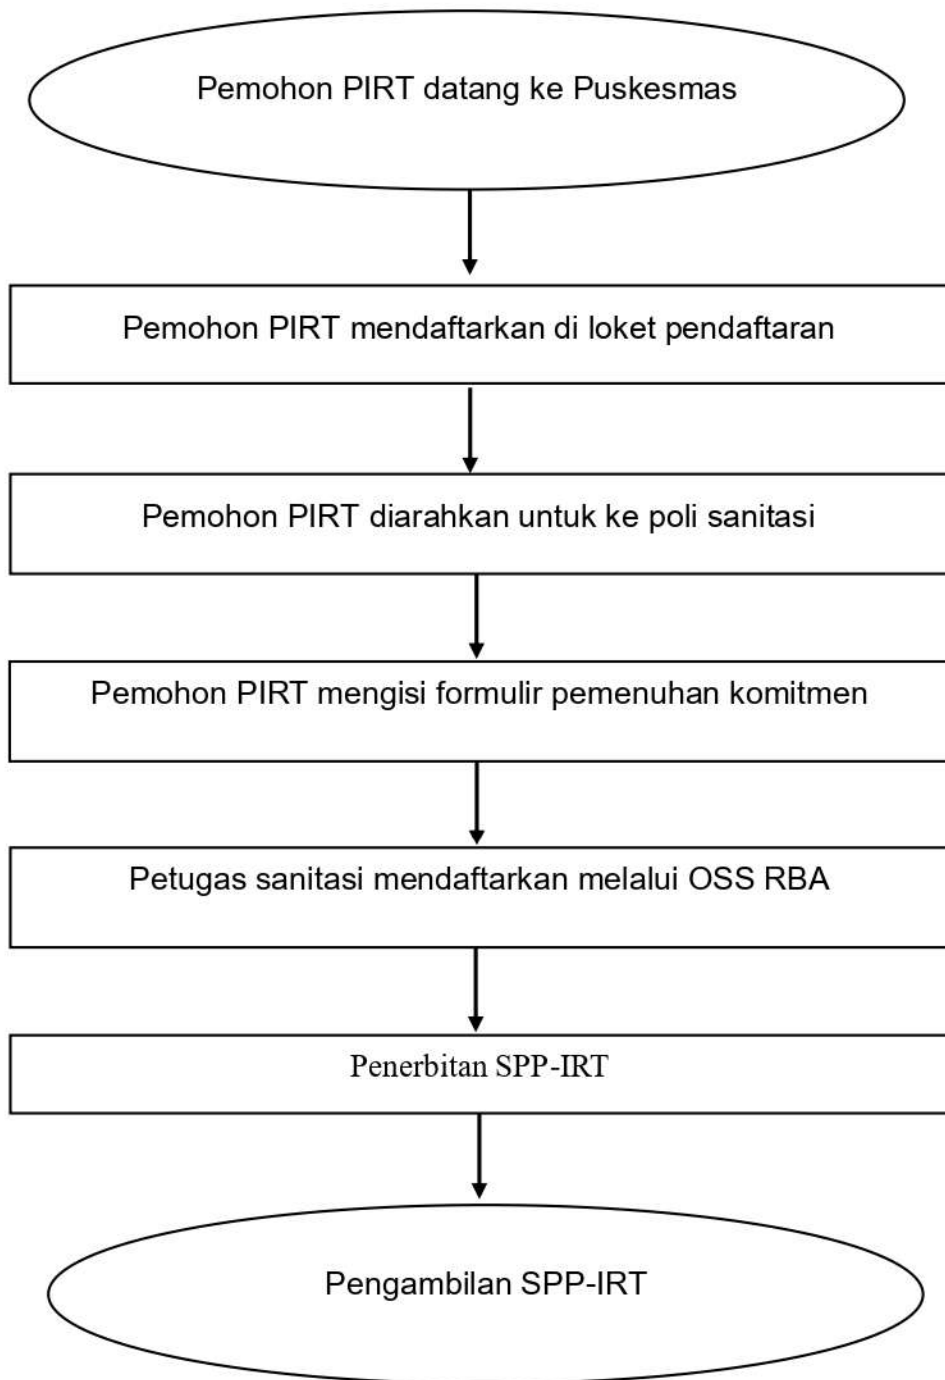 Pemohon PIRT datang ke Puskesmas
Pemohon PIRT mendaftarkan di loket pendaftaran
Pemohon PIRT diarahkan untuk ke poli sanitasi
Pemohon PIRT mengisi formulir pemenuhan komitmen
Petugas sanitasi mendaftarkan melalui OSS RBA
Penerbitan SPP-IRT
Pengambilan SPP-IRT